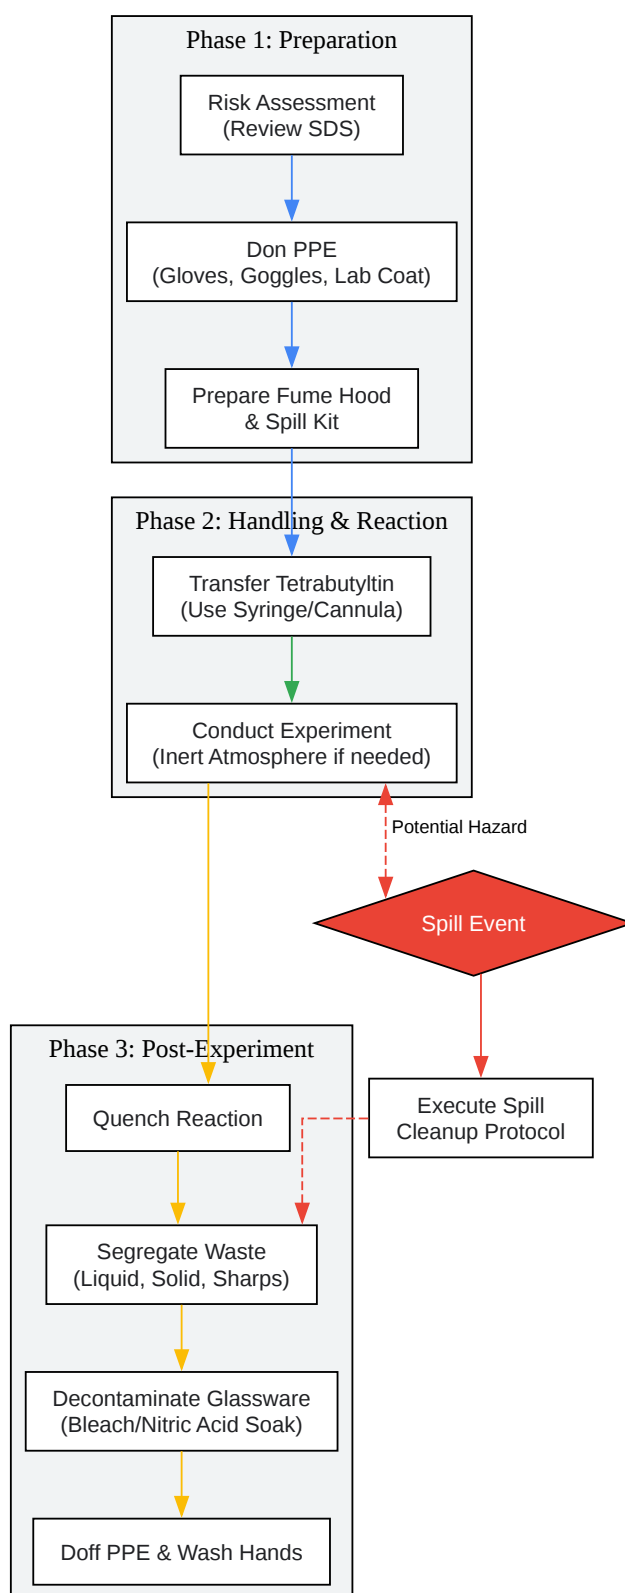 Phase 1: Preparation
Risk Assessment
(Review SDS)
Don PPE
(Gloves, Goggles, Lab Coat)
Prepare Fume Hood
& Spill Kit
Phase 2: Handling & Reaction
Transfer Tetrabutyltin
(Use Syringe/Cannula)
Conduct Experiment
(Inert Atmosphere if needed)
Potential Hazard
Spill Event
Phase 3: Post-Experiment
Quench Reaction
Execute Spill
Cleanup Protocol
Segregate Waste
(Liquid, Solid, Sharps)
Decontaminate Glassware
(Bleach/Nitric Acid Soak)
Doff PPE & Wash Hands